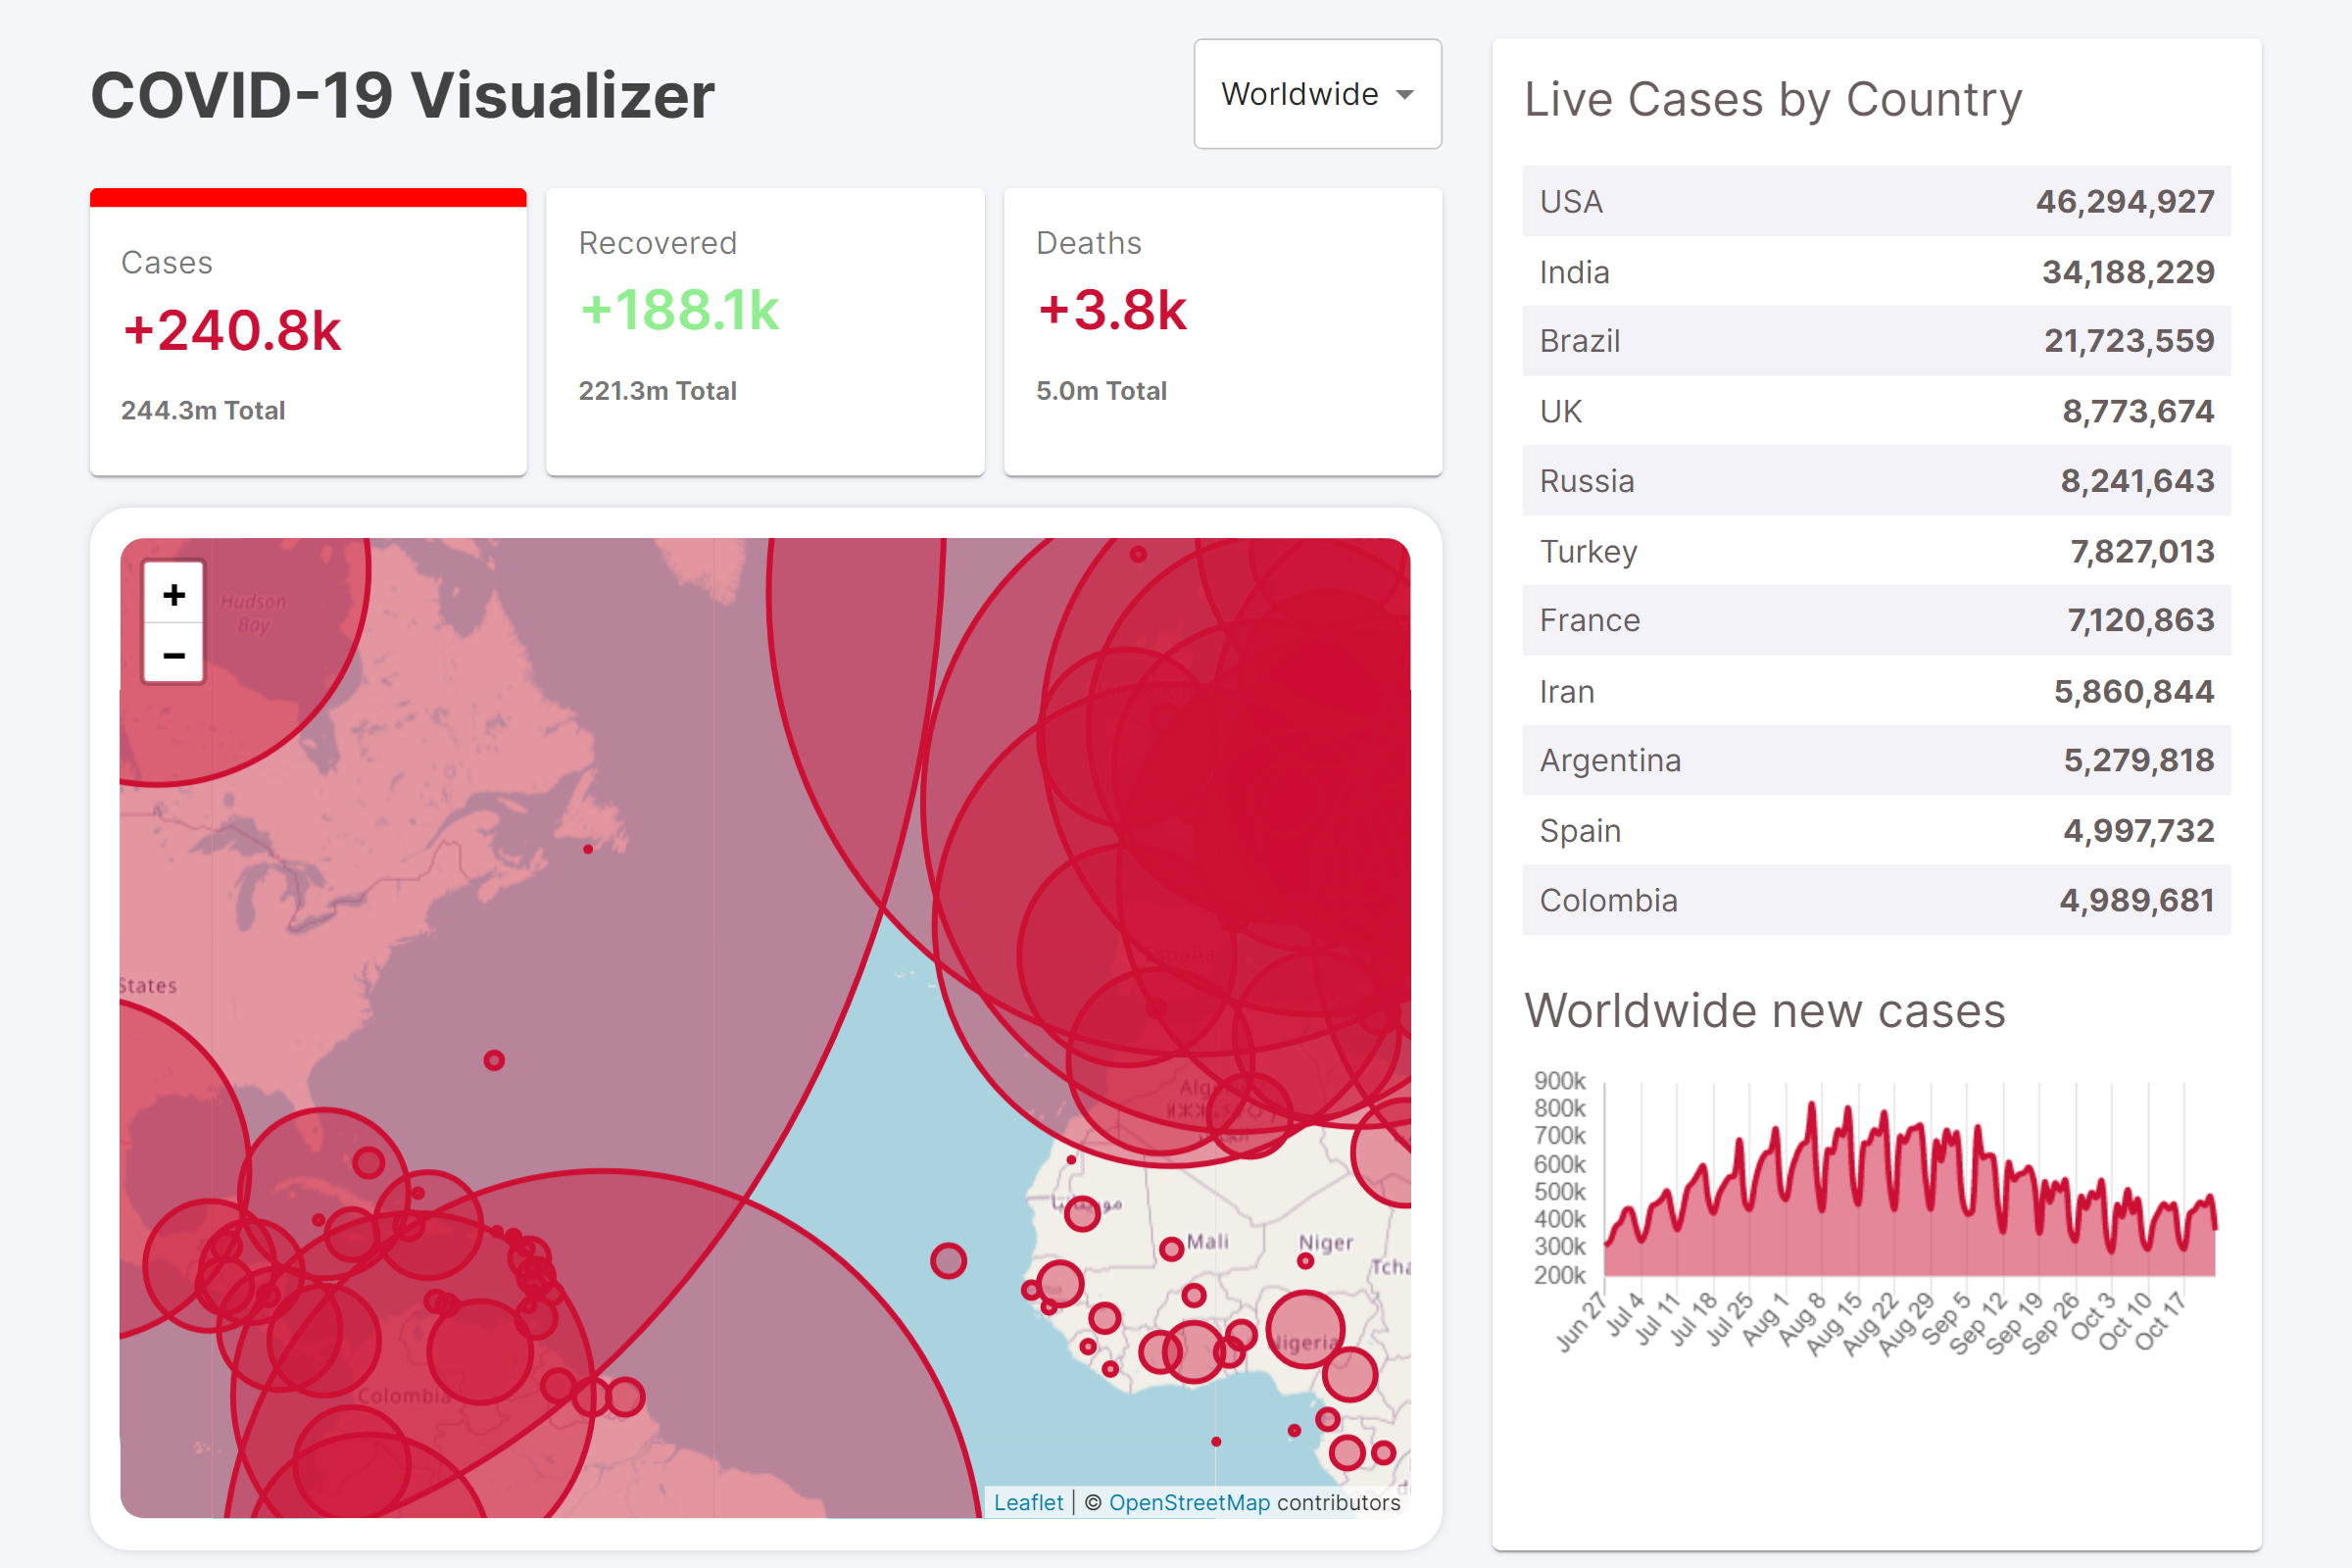 COVID-19 Visualizer
Worldwide
Cases
+240.8k
244.3m Total
Recovered
+188.1k
221.3m Total
Deaths
+3.8k
5.0m Total
+
−
Hudson
Bay
States
España
Mali
Niger
Tcha
Nigeria
Colombia
Leaflet | © OpenStreetMap contributors
Live Cases by Country
USA 46,294,927
India 34,188,229
Brazil 21,723,559
UK 8,773,674
Russia 8,241,643
Turkey 7,827,013
France 7,120,863
Iran 5,860,844
Argentina 5,279,818
Spain 4,997,732
Colombia 4,989,681
Worldwide new cases
900k
800k
700k
600k
500k
400k
300k
200k
Jun 27 Jul 4 Jul 11 Jul 18 Jul 25 Aug 1 Aug 8 Aug 15 Aug 22 Aug 29 Sep 5 Sep 12 Sep 19 Sep 26 Oct 3 Oct 10 Oct 17